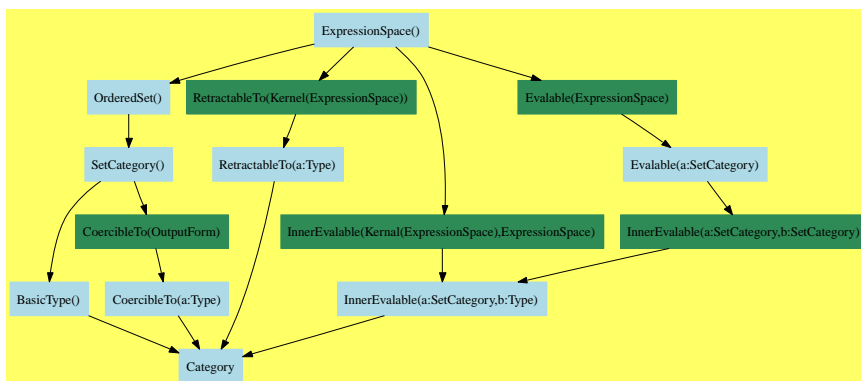 ExpressionSpace()
OrderedSet()
RetractableTo(Kernel(ExpressionSpace))
Evalable(ExpressionSpace)
SetCategory()
RetractableTo(a:Type)
Evalable(a:SetCategory)
CoercibleTo(OutputForm)
InnerEvalable(Kernal(ExpressionSpace),ExpressionSpace)
InnerEvalable(a:SetCategory,b:SetCategory)
BasicType()
CoercibleTo(a:Type)
InnerEvalable(a:SetCategory,b:Type)
Category